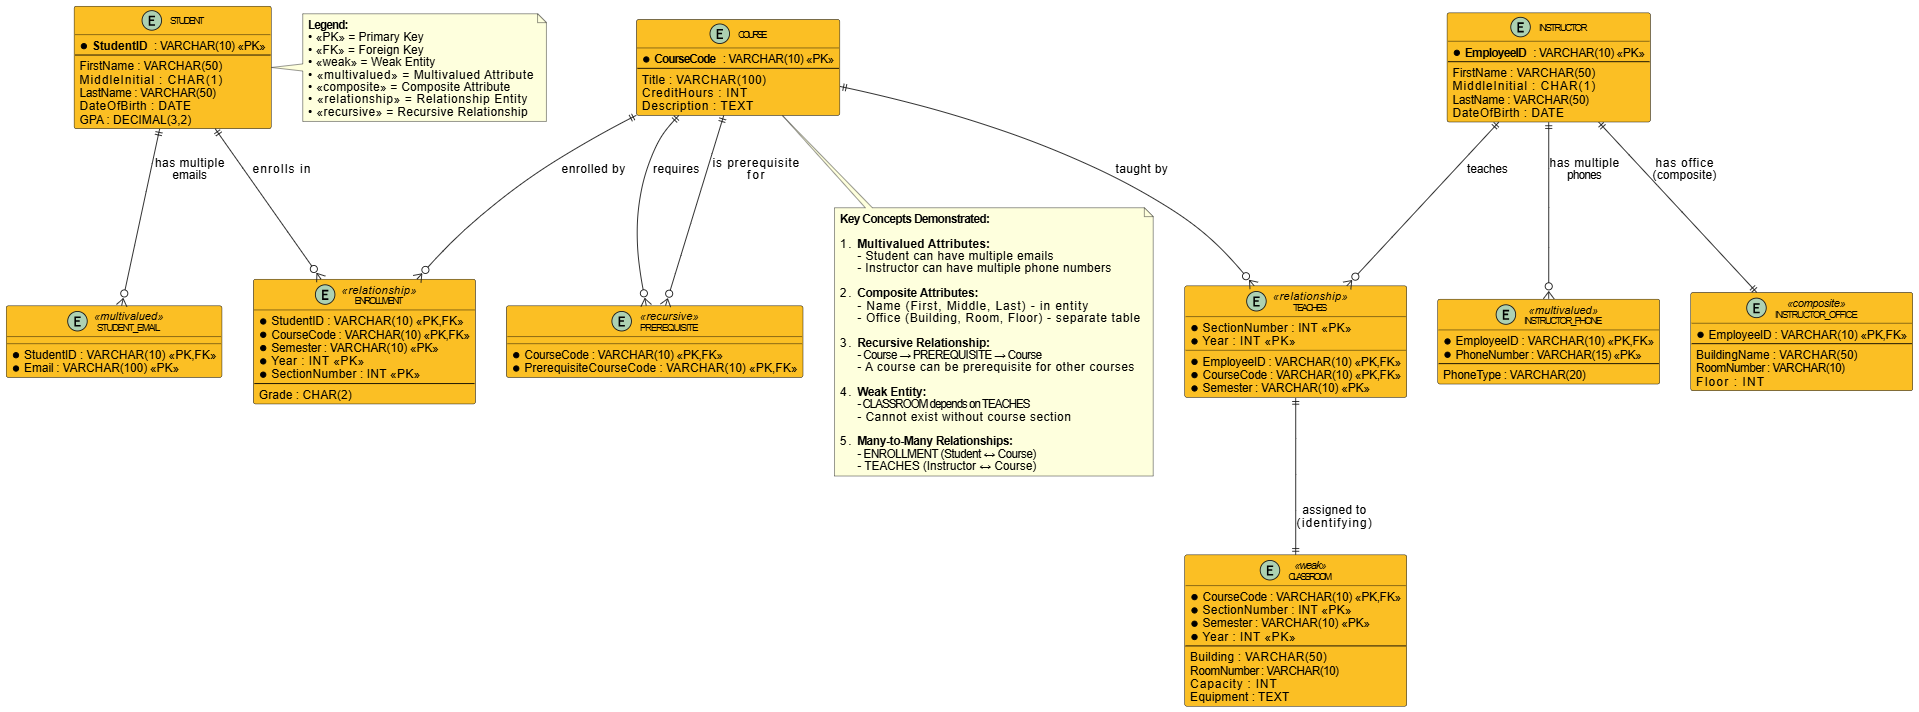 E STUDENT
StudentID : VARCHAR(10) «PK»
FirstName : VARCHAR(50)
MiddleInitial : CHAR(1)
LastName : VARCHAR(50)
DateOfBirth : DATE
GPA : DECIMAL(3,2)
Legend:
• «PK» = Primary Key
• «FK» = Foreign Key
• «weak» = Weak Entity
• «multivalued» = Multivalued Attribute
• «composite» = Composite Attribute
• «relationship» = Relationship Entity
• «recursive» = Recursive Relationship
E COURSE
CourseCode : VARCHAR(10) «PK»
Title : VARCHAR(100)
CreditHours : INT
Description : TEXT
E INSTRUCTOR
EmployeeID : VARCHAR(10) «PK»
FirstName : VARCHAR(50)
MiddleInitial : CHAR(1)
LastName : VARCHAR(50)
DateOfBirth : DATE
has multiple
emails
enrolls in
enrolled by
requires
is prerequisite
for
taught by
teaches
has multiple
phones
has office
(composite)
Key Concepts Demonstrated:
1. Multivalued Attributes:
- Student can have multiple emails
- Instructor can have multiple phone numbers
2. Composite Attributes:
- Name (First, Middle, Last) - in entity
- Office (Building, Room, Floor) - separate table
3. Recursive Relationship:
- Course → PREREQUISITE → Course
- A course can be prerequisite for other courses
4. Weak Entity:
- CLASSROOM depends on TEACHES
- Cannot exist without course section
5. Many-to-Many Relationships:
- ENROLLMENT (Student ↔ Course)
- TEACHES (Instructor ↔ Course)
E «multivalued»
STUDENT_EMAIL
StudentID : VARCHAR(10) «PK,FK»
Email : VARCHAR(100) «PK»
E «relationship»
ENROLLMENT
StudentID : VARCHAR(10) «PK,FK»
CourseCode : VARCHAR(10) «PK,FK»
Semester : VARCHAR(10) «PK»
Year : INT «PK»
SectionNumber : INT «PK»
Grade : CHAR(2)
E «recursive»
PREREQUISITE
CourseCode : VARCHAR(10) «PK,FK»
PrerequisiteCourseCode : VARCHAR(10) «PK,FK»
E «relationship»
TEACHES
SectionNumber : INT «PK»
Year : INT «PK»
EmployeeID : VARCHAR(10) «PK,FK»
CourseCode : VARCHAR(10) «PK,FK»
Semester : VARCHAR(10) «PK»
E «multivalued»
INSTRUCTOR_PHONE
EmployeeID : VARCHAR(10) «PK,FK»
PhoneNumber : VARCHAR(15) «PK»
PhoneType : VARCHAR(20)
E «composite»
INSTRUCTOR_OFFICE
EmployeeID : VARCHAR(10) «PK,FK»
BuildingName : VARCHAR(50)
RoomNumber : VARCHAR(10)
Floor : INT
assigned to
(identifying)
E «weak»
CLASSROOM
CourseCode : VARCHAR(10) «PK,FK»
SectionNumber : INT «PK»
Semester : VARCHAR(10) «PK»
Year : INT «PK»
Building : VARCHAR(50)
RoomNumber : VARCHAR(10)
Capacity : INT
Equipment : TEXT